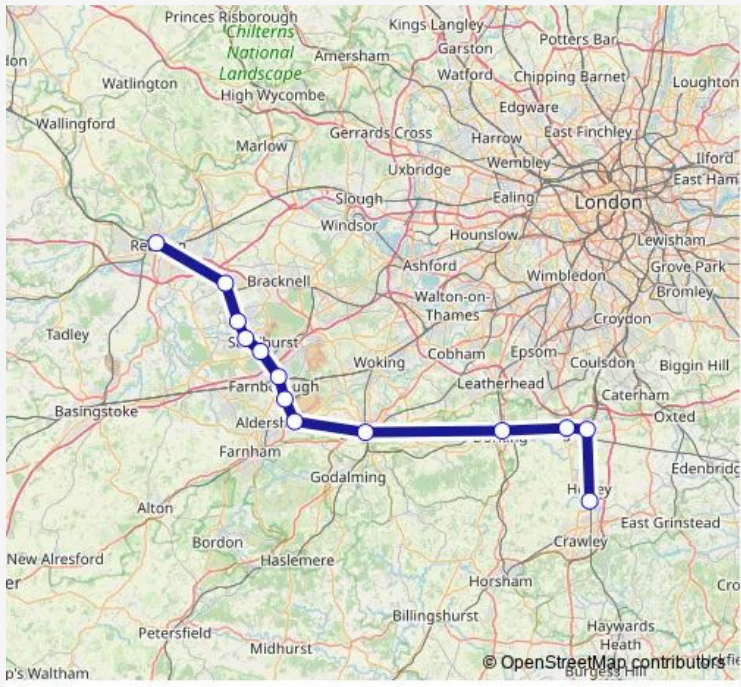 Princes Risborough
Kings Langley
Chilterns
National
Landscape
Garston
Potters Bar
Amersham
Watford
Chipping Barnet
Loughton
Watlington
High Wycombe
Edgware
Wallingford
Marlow
Gerrards Cross
Harrow
East Finchley
Wembley
Ilford
Uxbridge
East Ham
Slough
Ealing
London
Windsor
Hounslow
Lewisham
Ashford
Grove Park
Bracknell
Wimbledon
Bromley
Walton-on-
Thames
Croydon
Tadley
Woking
Cobham
Epsom
Coulsdon
Biggin Hill
Leatherhead
Caterham
Basingstoke
Oxted
Farnham
Edenbridg
Godalming
Alton
East Grinstead
Bordon
Crawley
New Alresford
Haslemere
Horsham
Cro
er
Billingshurst
Petersfield
Haywards
Heath
Midhurst
p's Waltham
Burgess Hill
© OpenStreetMap contributors